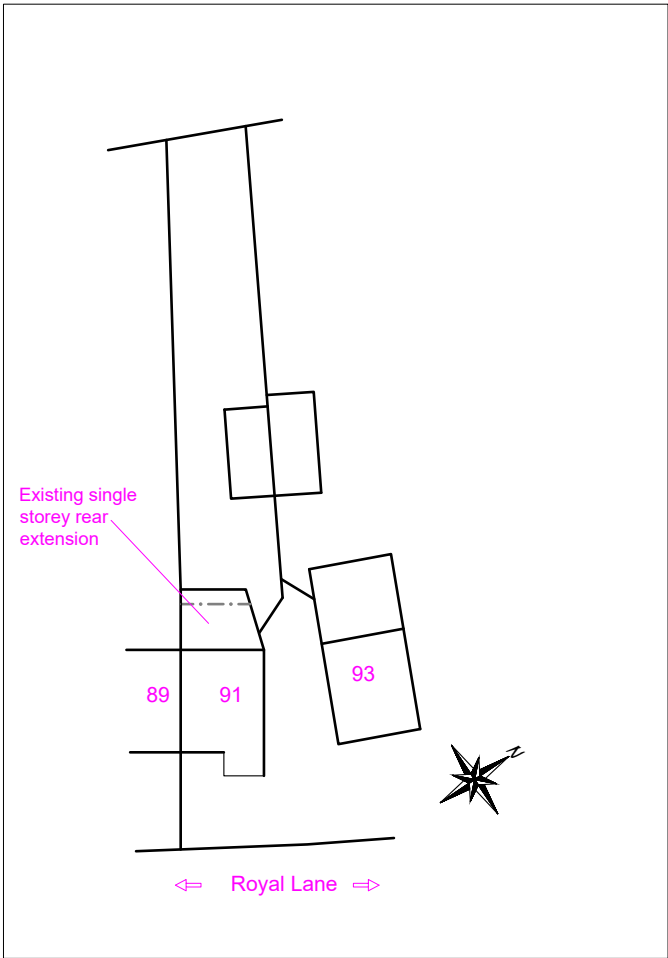 Existing single
storey rear
extension
89
91
93
N
Royal Lane